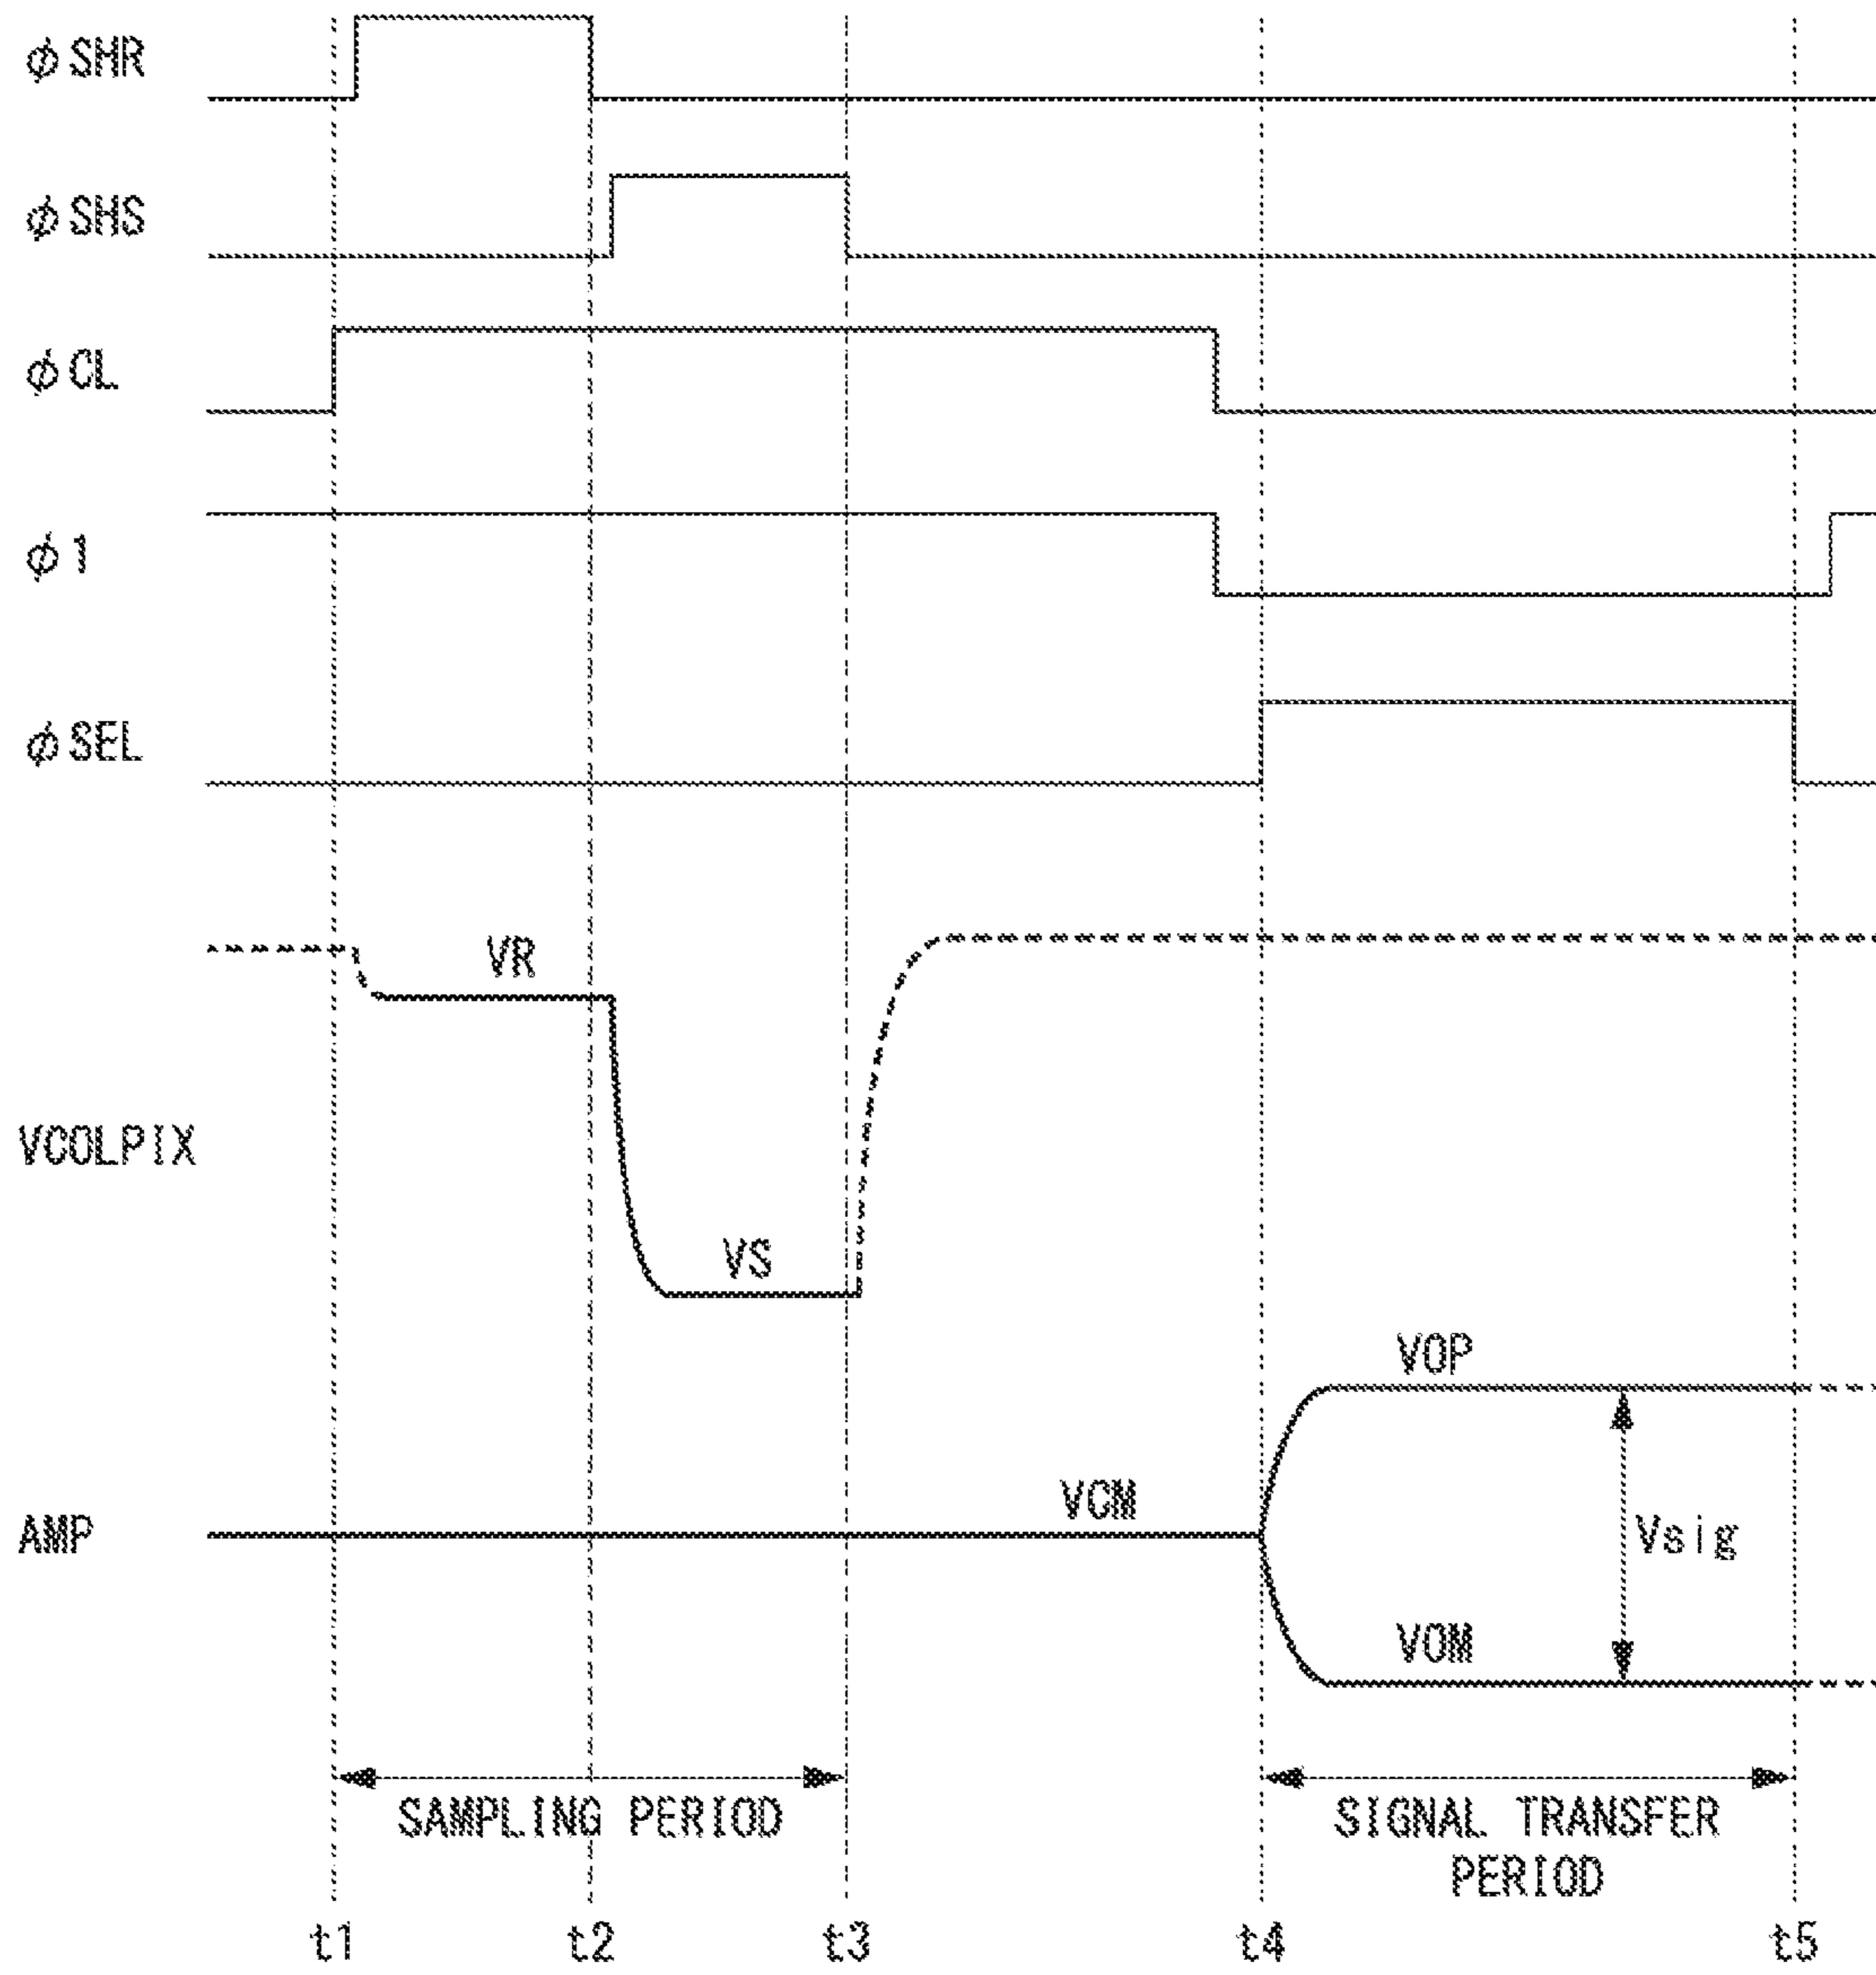 φSHR
φSHS
φCL
φ1
φSEL
VR
VCOLPIX
VS
VOP
VCM
AMP
Vsig
VOM
SAMPLING PERIOD
SIGNAL TRANSFER
PERIOD
t1
t2
t3
t4
t5